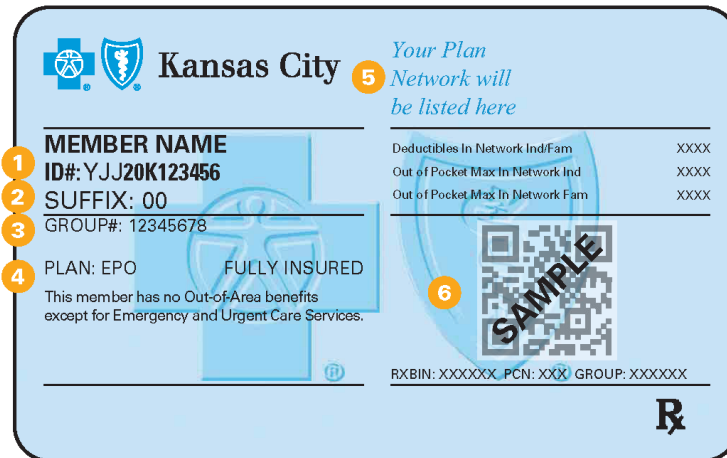 Kansas City
5
Your Plan
Network will
be listed here
MEMBER NAME
1
ID#: YJJ20K123456
2
SUFFIX: 00
3
GROUP#: 12345678
4
PLAN: EPO FULLY INSURED
This member has no Out-of-Area benefits
except for Emergency and Urgent Care Services.
Deductibles In Network Ind/Fam XXXX
Out of Pocket Max In Network Ind XXXX
Out of Pocket Max In Network Fam XXXX
6
SAMPLE
RXBIN: XXXXXX PCN: XXX GROUP: XXXXXX
℞
® ® ® ®